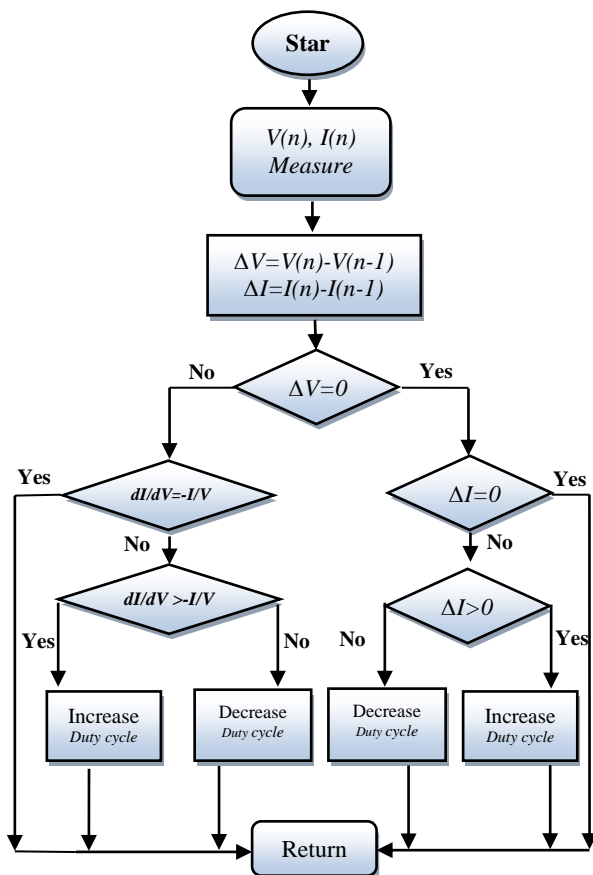 Star
V(n), I(n)
Measure
ΔV=V(n)-V(n-1)
ΔI=I(n)-I(n-1)
No
Yes
ΔV=0
Yes
dI/dV=-I/V
ΔI=0
Yes
No
No
dI/dV >-I/V
ΔI>0
Yes
No
No
Yes
Increase
Duty cycle
Decrease
Duty cycle
Decrease
Duty cycle
Increase
Duty cycle
Return